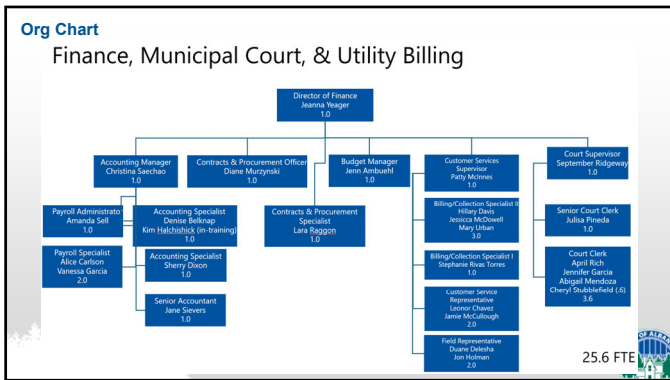 Org Chart
Finance, Municipal Court, & Utility Billing
Director of Finance
Jeanna Yeager
1.0
Accounting Manager
Christina Saechao
1.0
Contracts & Procurement Officer
Diane Murzynski
1.0
Budget Manager
Jenn Ambuehl
1.0
Customer Services
Supervisor
Patty McInnes
1.0
Court Supervisor
September Ridgeway
1.0
Payroll Administrato
Amanda Sell
1.0
Accounting Specialist
Denise Belknap
Kim Halchishick (in-training)
1.0
Contracts & Procurement
Specialist
Lara Raggon
1.0
Billing/Collection Specialist II
Hillary Davis
Jessicca McDowell
Mary Urban
3.0
Senior Court Clerk
Julisa Pineda
1.0
Payroll Specialist
Alice Carlson
Vanessa Garcia
2.0
Accounting Specialist
Sherry Dixon
1.0
Billing/Collection Specialist I
Stephanie Rivas Torres
1.0
Court Clerk
April Rich
Jennifer Garcia
Abigail Mendoza
Cheryl Stubblefield (.6)
3.6
Senior Accountant
Jane Sievers
1.0
Customer Service
Representative
Leonor Chavez
Jamie McCullough
2.0
Field Representative
Duane Delesha
Jon Holman
2.0
25.6 FTE
OF ALBAN